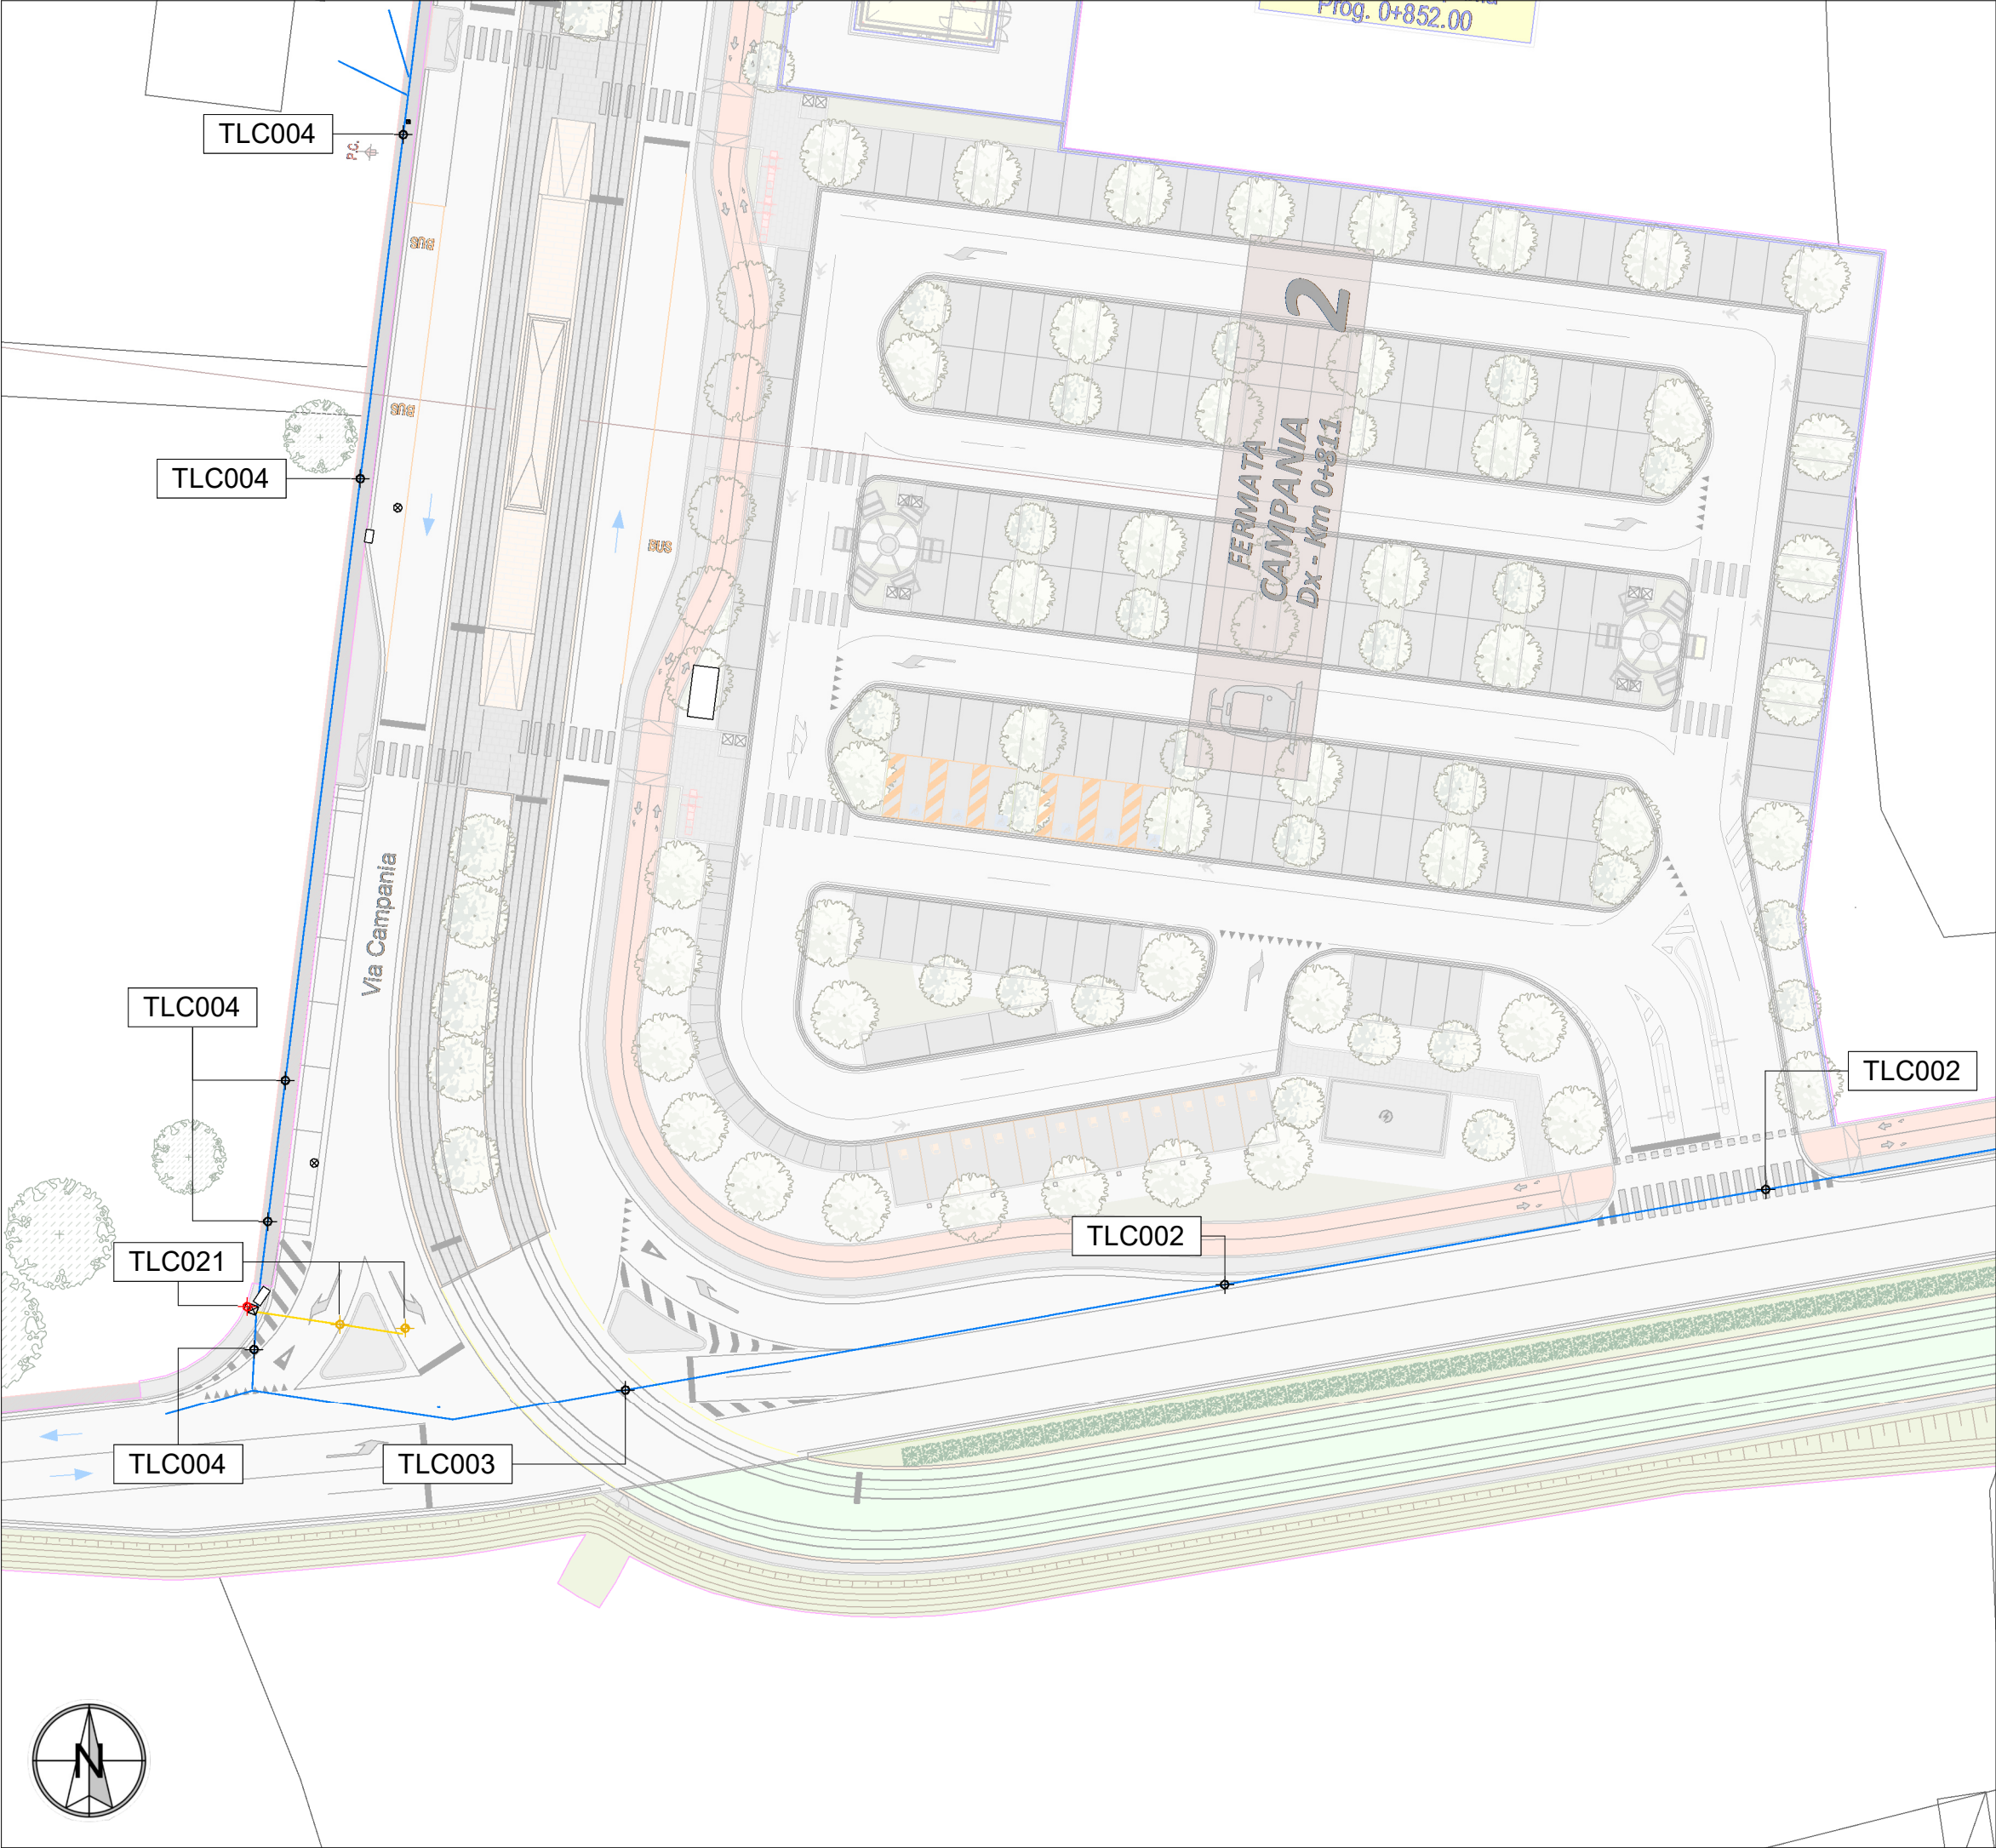 Prog. 0+852.00
TLC004
P.C.
BUS
2
BUS
FERMATA
CAMPANIA
Dx - Km 0+811
TLC004
BUS
Via Campania
TLC004
TLC002
TLC002
TLC021
TLC004
TLC003
N